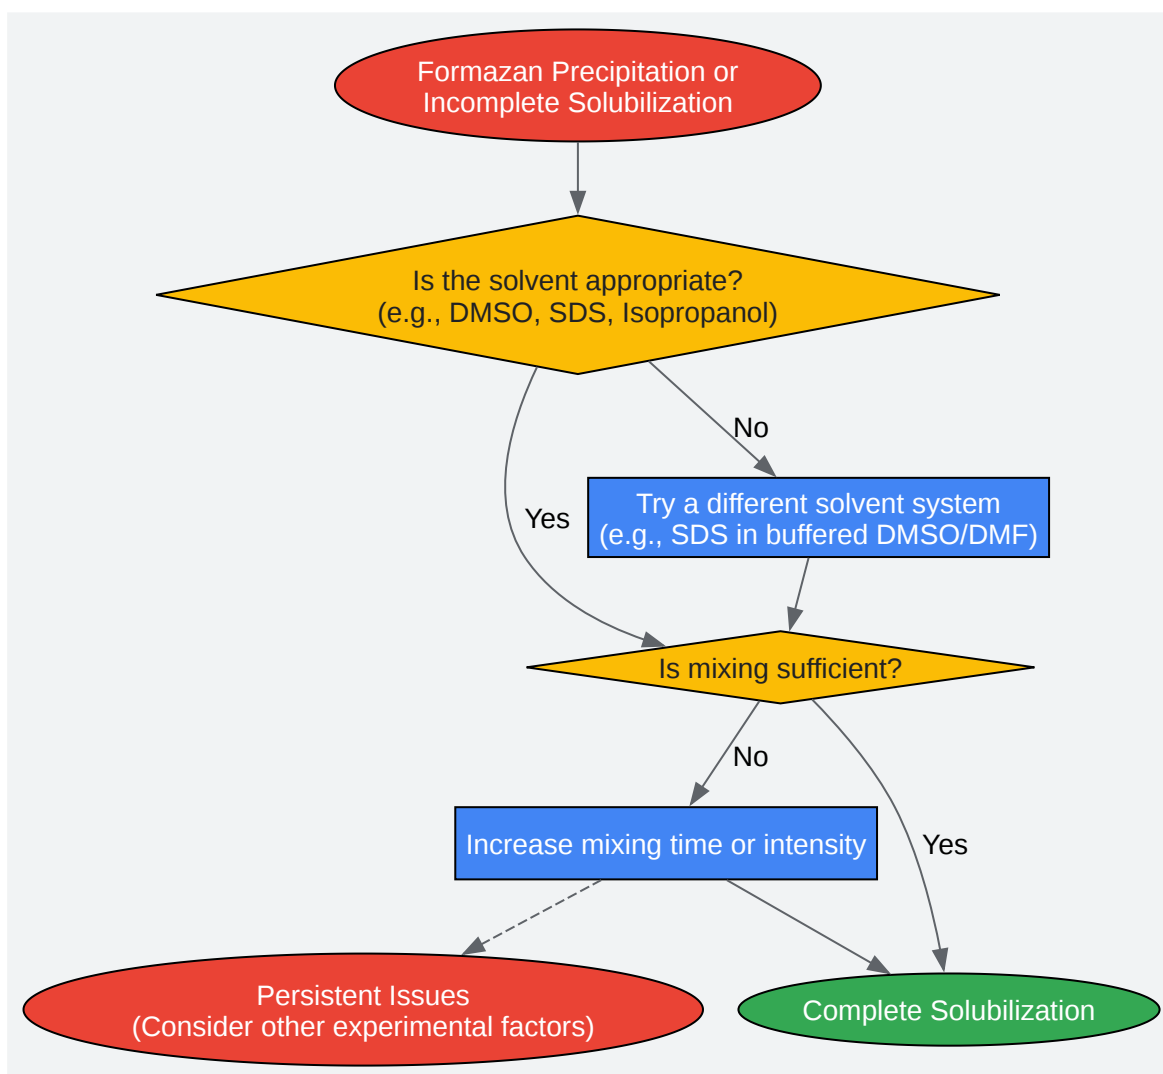 Formazan Precipitation or
Incomplete Solubilization
Is the solvent appropriate?
(e.g., DMSO, SDS, Isopropanol)
No
Try a different solvent system
(e.g., SDS in buffered DMSO/DMF)
Yes
Is mixing sufficient?
No
Increase mixing time or intensity
Yes
Persistent Issues
(Consider other experimental factors)
Complete Solubilization